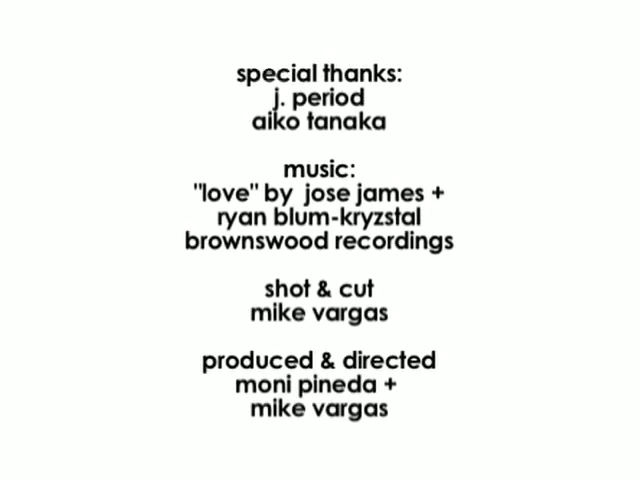 special thanks:
j. period
aiko tanaka
music:
"love" by jose james +
ryan blum-kryzstal
brownswood recordings
shot & cut
mike vargas
produced & directed
moni pineda +
mike vargas